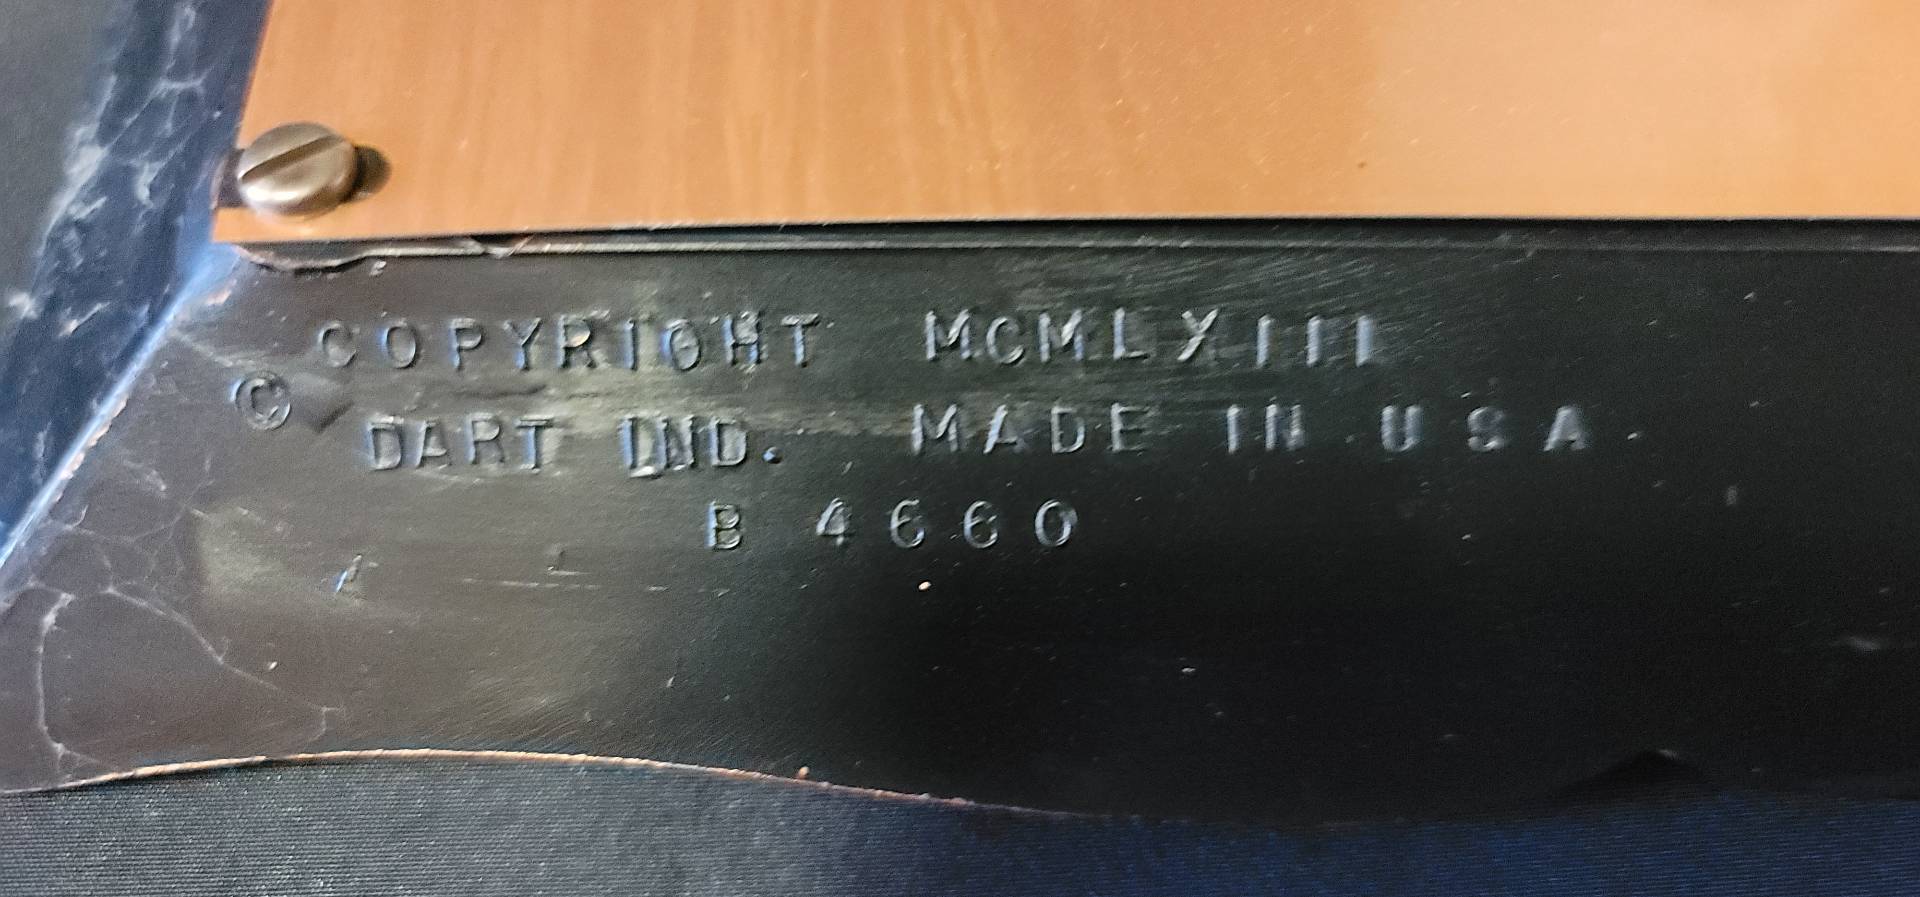 COPYRIGHT MCMLXIII
© DART IND. MADE IN USA
B 4660